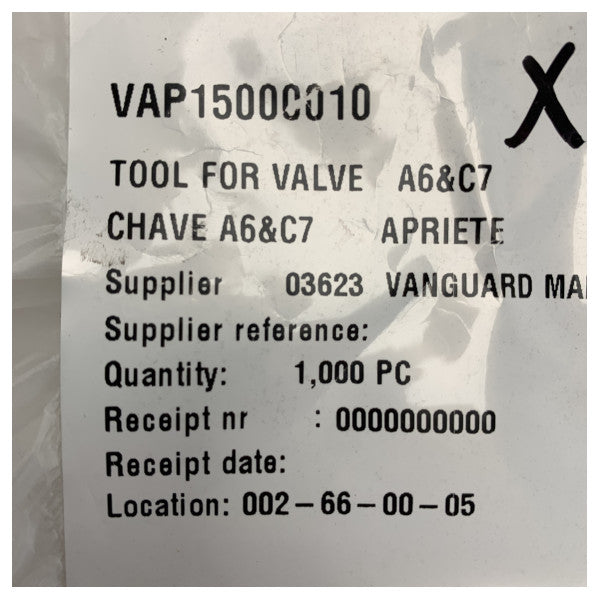 X
VAP1500C010
TOOL FOR VALVE A6&C7
CHAVE A6&C7 APRIETE
Supplier 03623 VANGUARD MA
Supplier reference:
Quantity: 1,000 PC
Receipt nr : 0000000000
Receipt date:
Location: 002-66-00-05